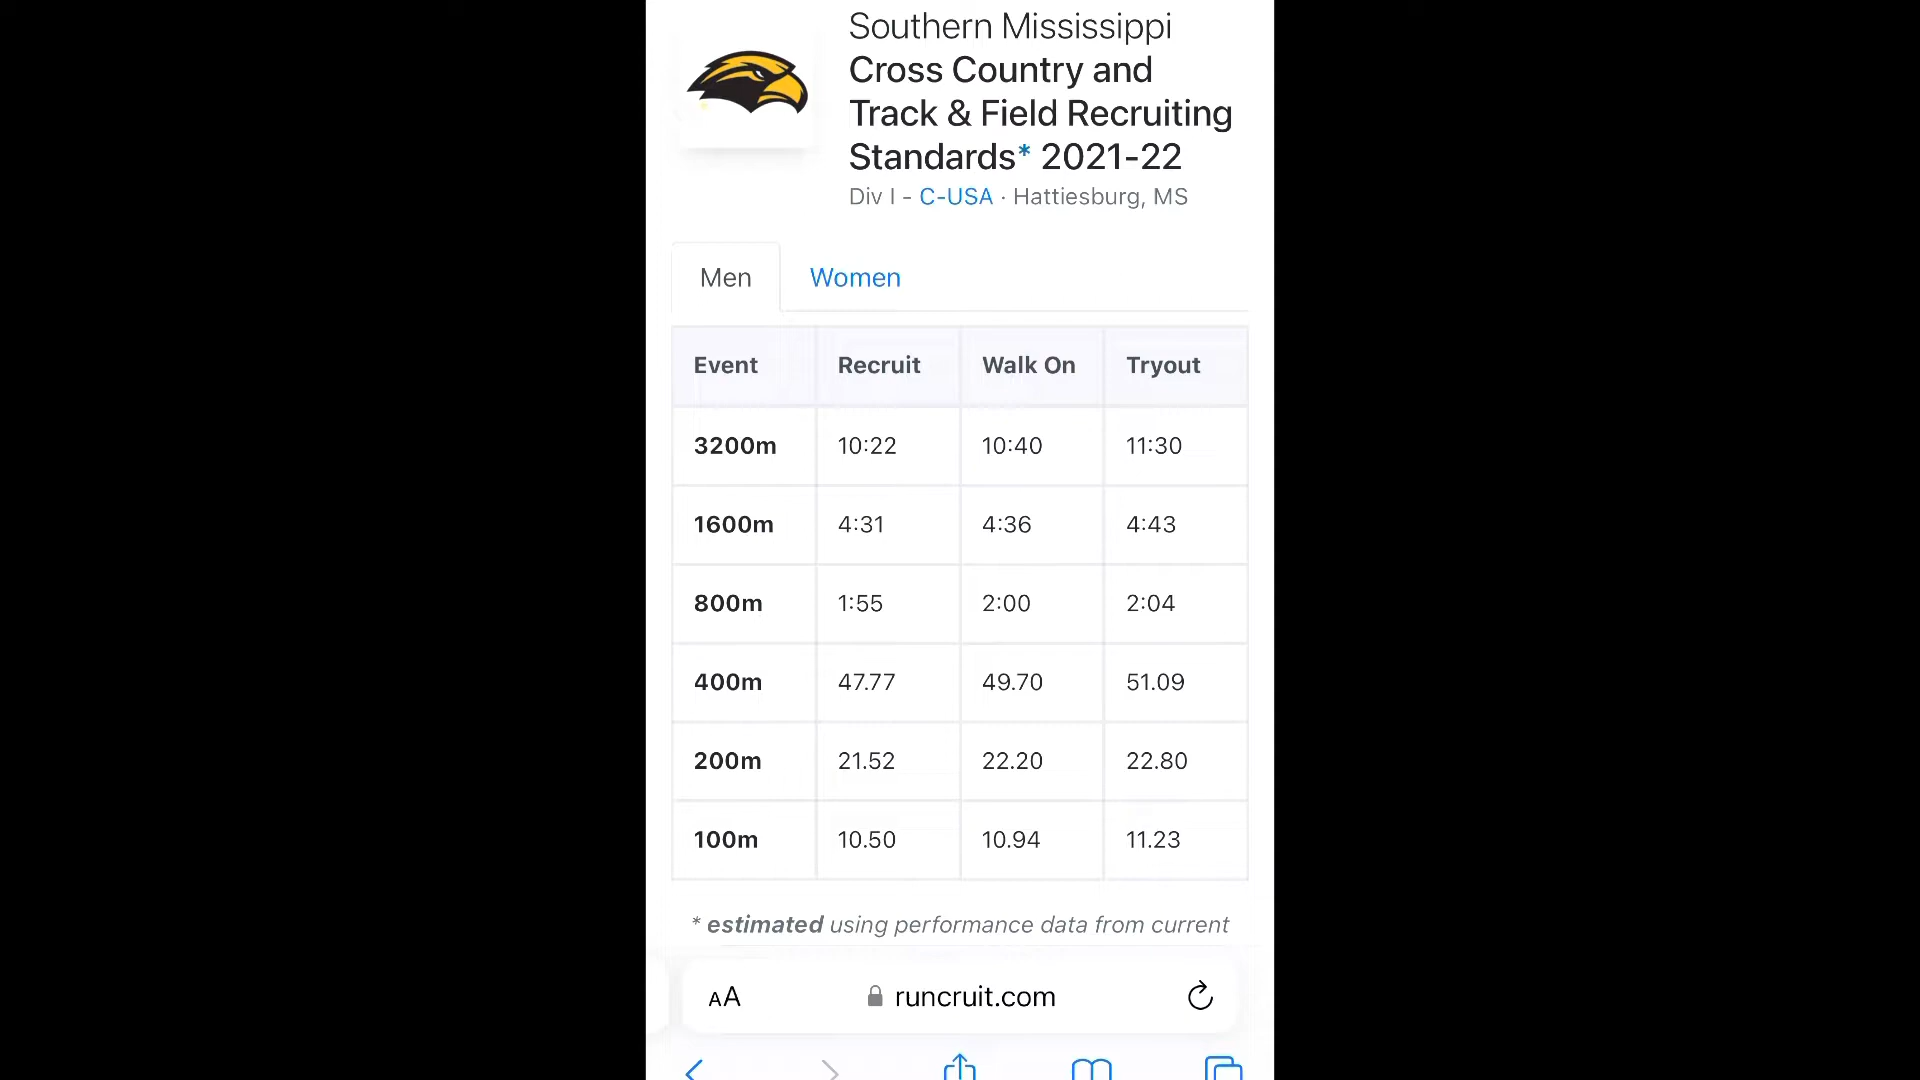 Southern Mississippi
Cross Country and
Track & Field Recruiting
Standards* 2021-22
Div I - C-USA · Hattiesburg, MS
Men Women
Event Recruit Walk On Tryout
3200m 10:22 10:40 11:30
1600m 4:31 4:36 4:43
800m 1:55 2:00 2:04
400m 47.77 49.70 51.09
200m 21.52 22.20 22.80
100m 10.50 10.94 11.23
* estimated using performance data from current
AA runcruit.com